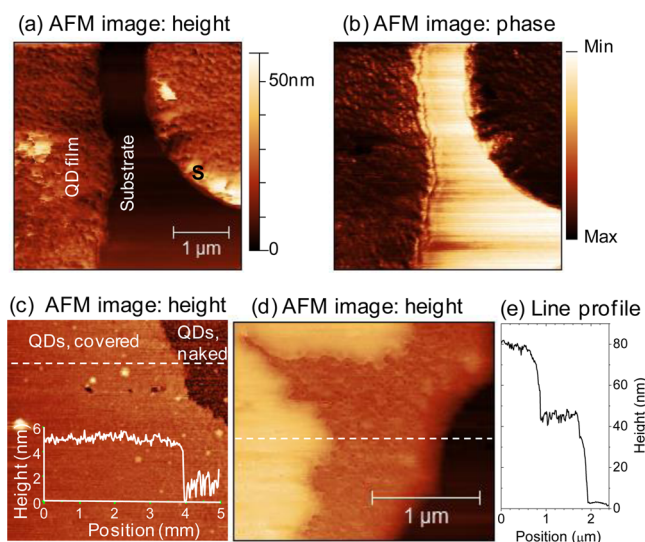 (a) AFM image: height
50nm
QD film
Substrate
S
1 µm
0
(b) AFM image: phase
Min
Max
(c) AFM image: height
QDs, covered
QDs,
naked
Height (nm)
6
4
2
0
0 1 2 3 4 5
Position (mm)
(d) AFM image: height
1 µm
(e) Line profile
80
60
40
20
0
Height (nm)
0 1 2
Position (µm)